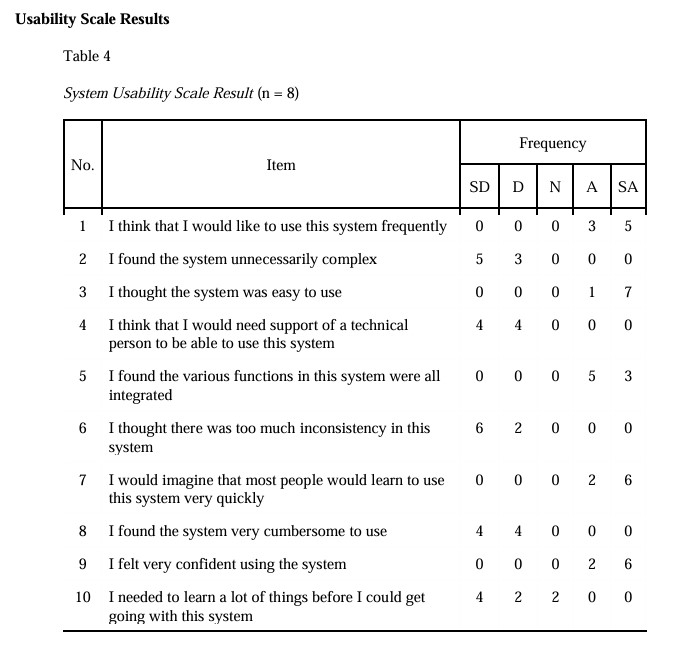 Usability Scale Results
Table 4
System Usability Scale Result (n = 8)
No. Item Frequency
SD D N A SA
1 I think that I would like to use this system frequently 0 0 0 3 5
2 I found the system unnecessarily complex 5 3 0 0 0
3 I thought the system was easy to use 0 0 0 1 7
4 I think that I would need support of a technical 4 4 0 0 0
person to be able to use this system
5 I found the various functions in this system were all 0 0 0 5 3
integrated
6 I thought there was too much inconsistency in this 6 2 0 0 0
system
7 I would imagine that most people would learn to use 0 0 0 2 6
this system very quickly
8 I found the system very cumbersome to use 4 4 0 0 0
9 I felt very confident using the system 0 0 0 2 6
10 I needed to learn a lot of things before I could get 4 2 2 0 0
going with this system